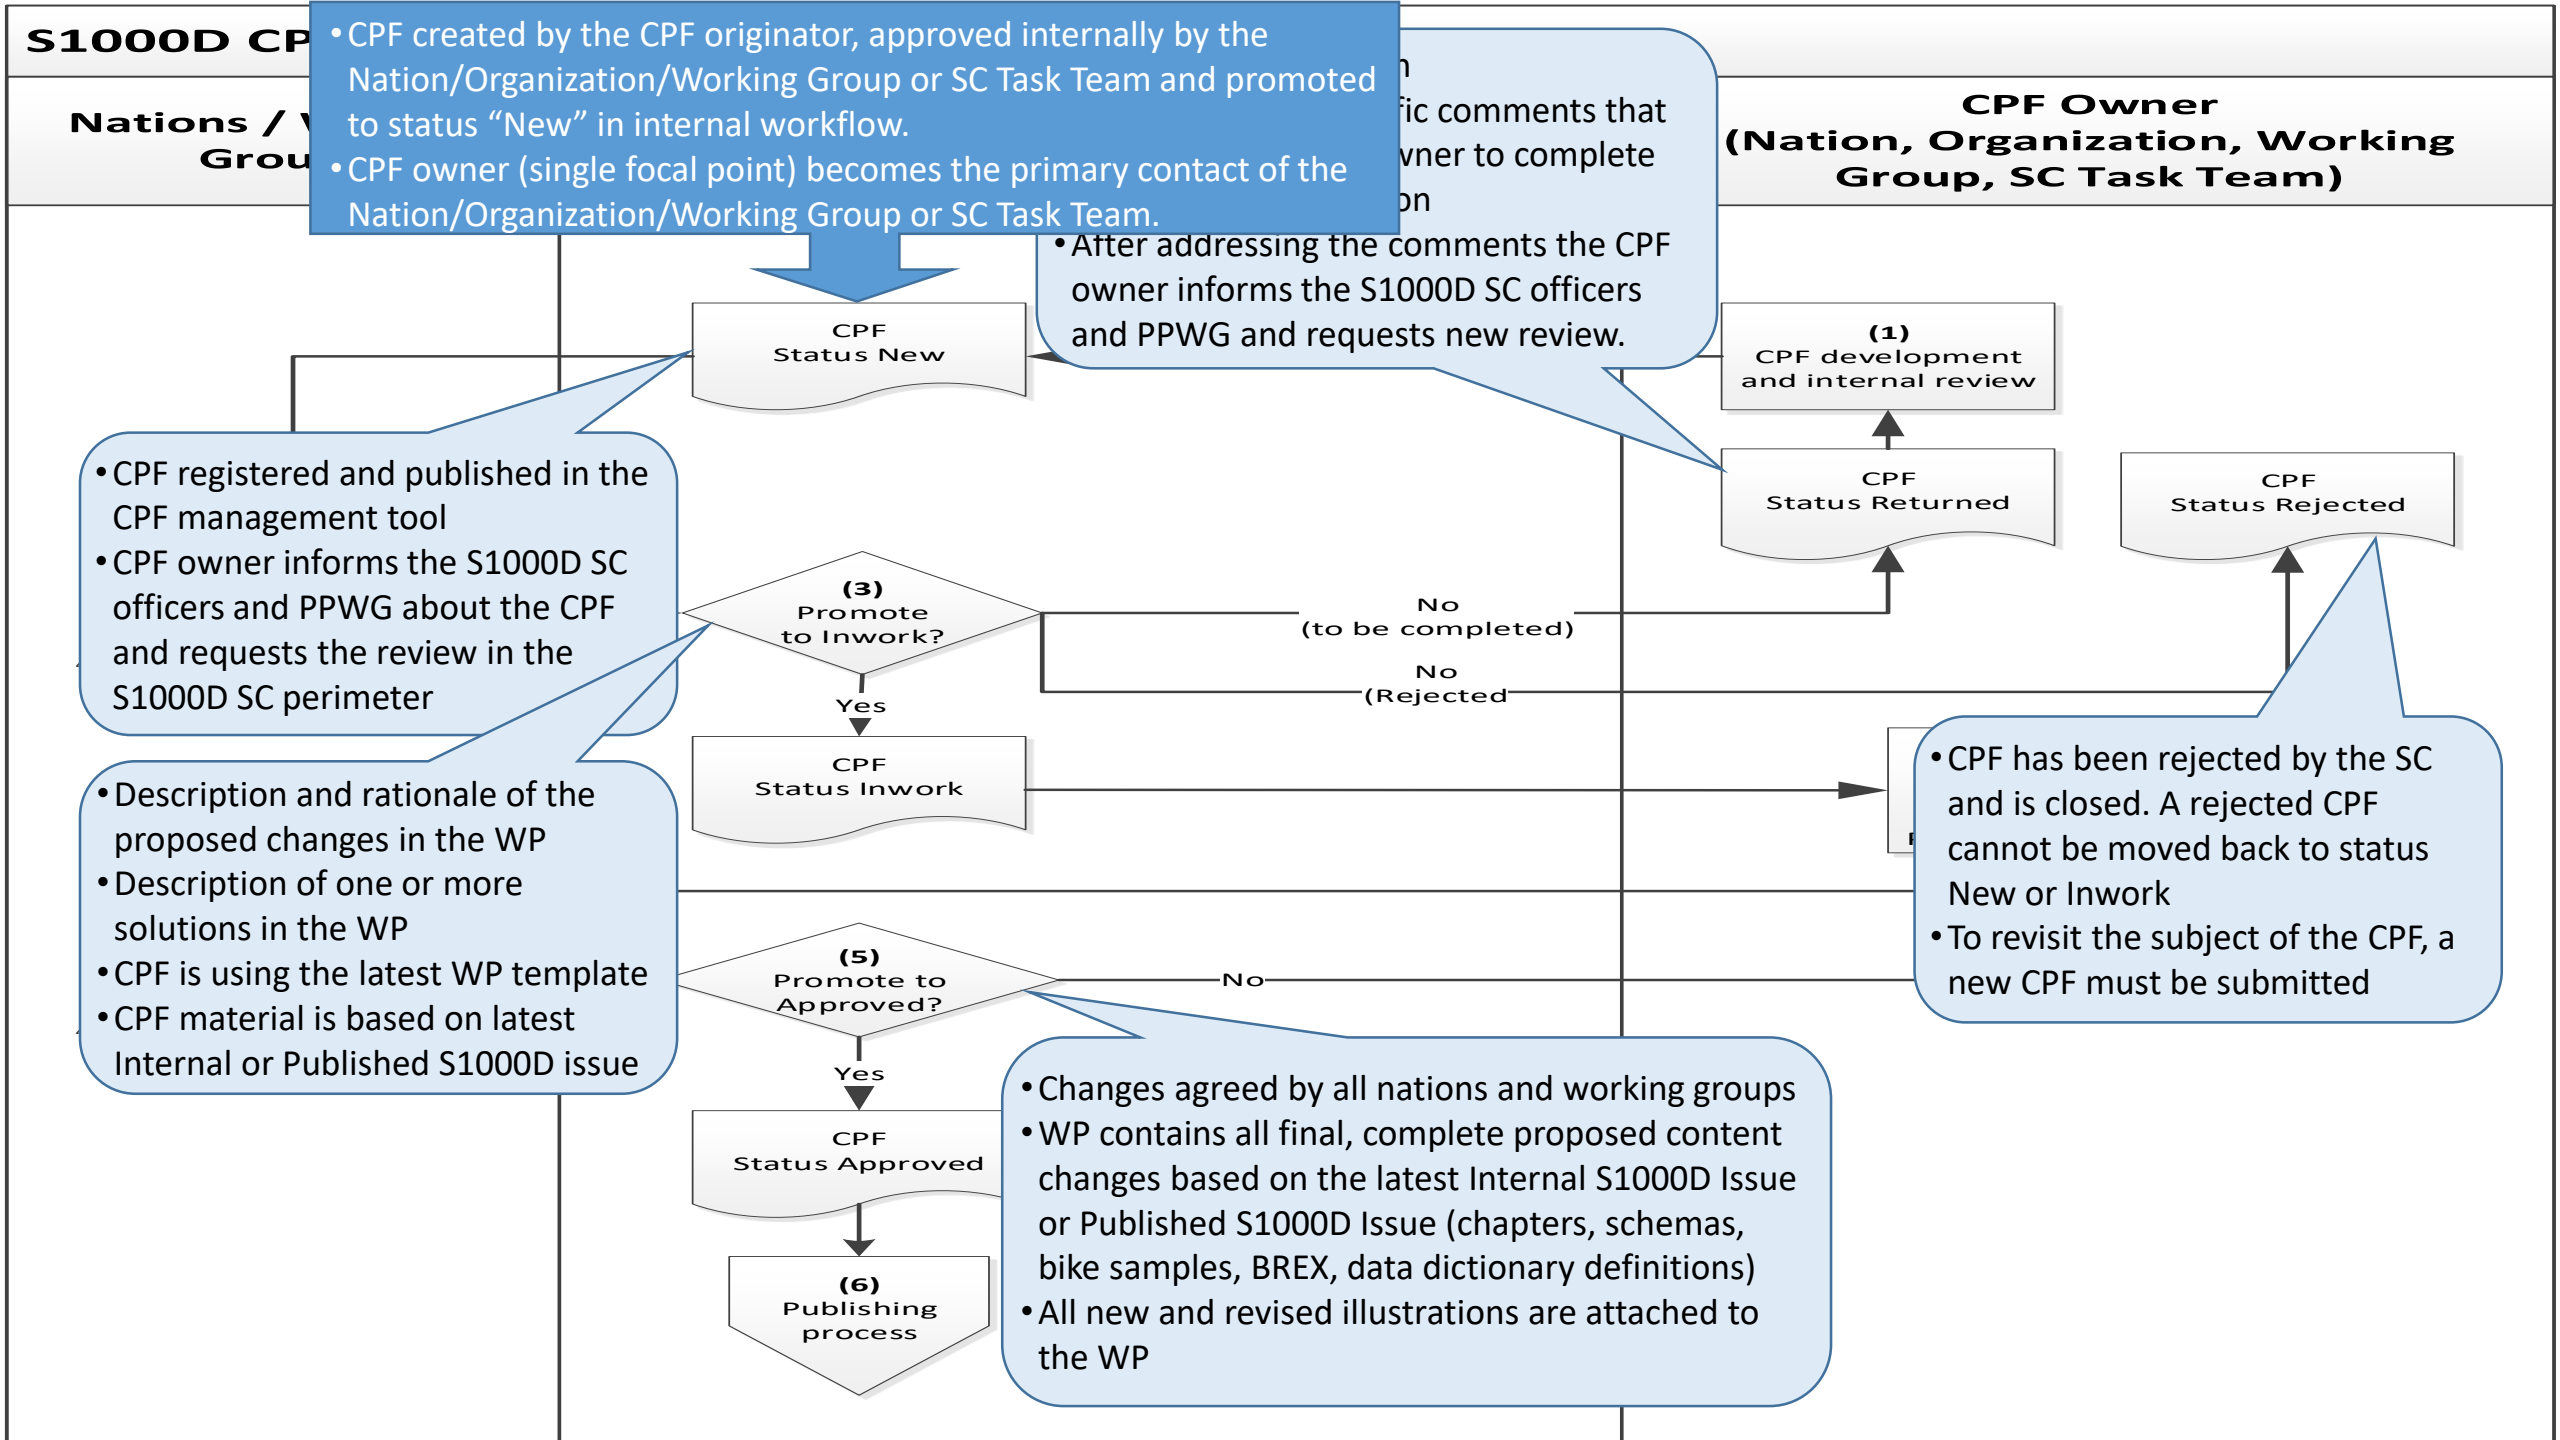 S1000D
• CPF created by the CPF originator, approved internally by the
Nation/Organization/Working Group or SC Task Team and promoted
to status “New” in internal workflow.
• CPF owner (single focal point) becomes the primary contact of the
Nation/Organization/Working Group or SC Task Team.
Nations /
comments that
to complete
• After addressing the comments the CPF
owner informs the S1000D SC officers
and PPWG and requests new review.
CPF Owner
(Nation, Organization, Working
Group, SC Task Team)
CPF
Status New
(1)
CPF development
and internal review
• CPF registered and published in the
CPF management tool
• CPF owner informs the S1000D SC
officers and PPWG about the CPF
and requests the review in the
S1000D SC perimeter
CPF
Status Returned
CPF
Status Rejected
(3)
Promote
to Inwork?
No
(to be completed)
No
(Rejected
Yes
CPF
Status Inwork
• Description and rationale of the
proposed changes in the WP
• Description of one or more
solutions in the WP
• CPF is using the latest WP template
• CPF material is based on latest
Internal or Published S1000D issue
• CPF has been rejected by the SC
and is closed. A rejected CPF
cannot be moved back to status
New or Inwork
• To revisit the subject of the CPF, a
new CPF must be submitted
(5)
Promote to
Approved?
No
Yes
CPF
Status Approved
• Changes agreed by all nations and working groups
• WP contains all final, complete proposed content
changes based on the latest Internal S1000D Issue
or Published S1000D Issue (chapters, schemas,
bike samples, BREX, data dictionary definitions)
• All new and revised illustrations are attached to
the WP
(6)
Publishing
process